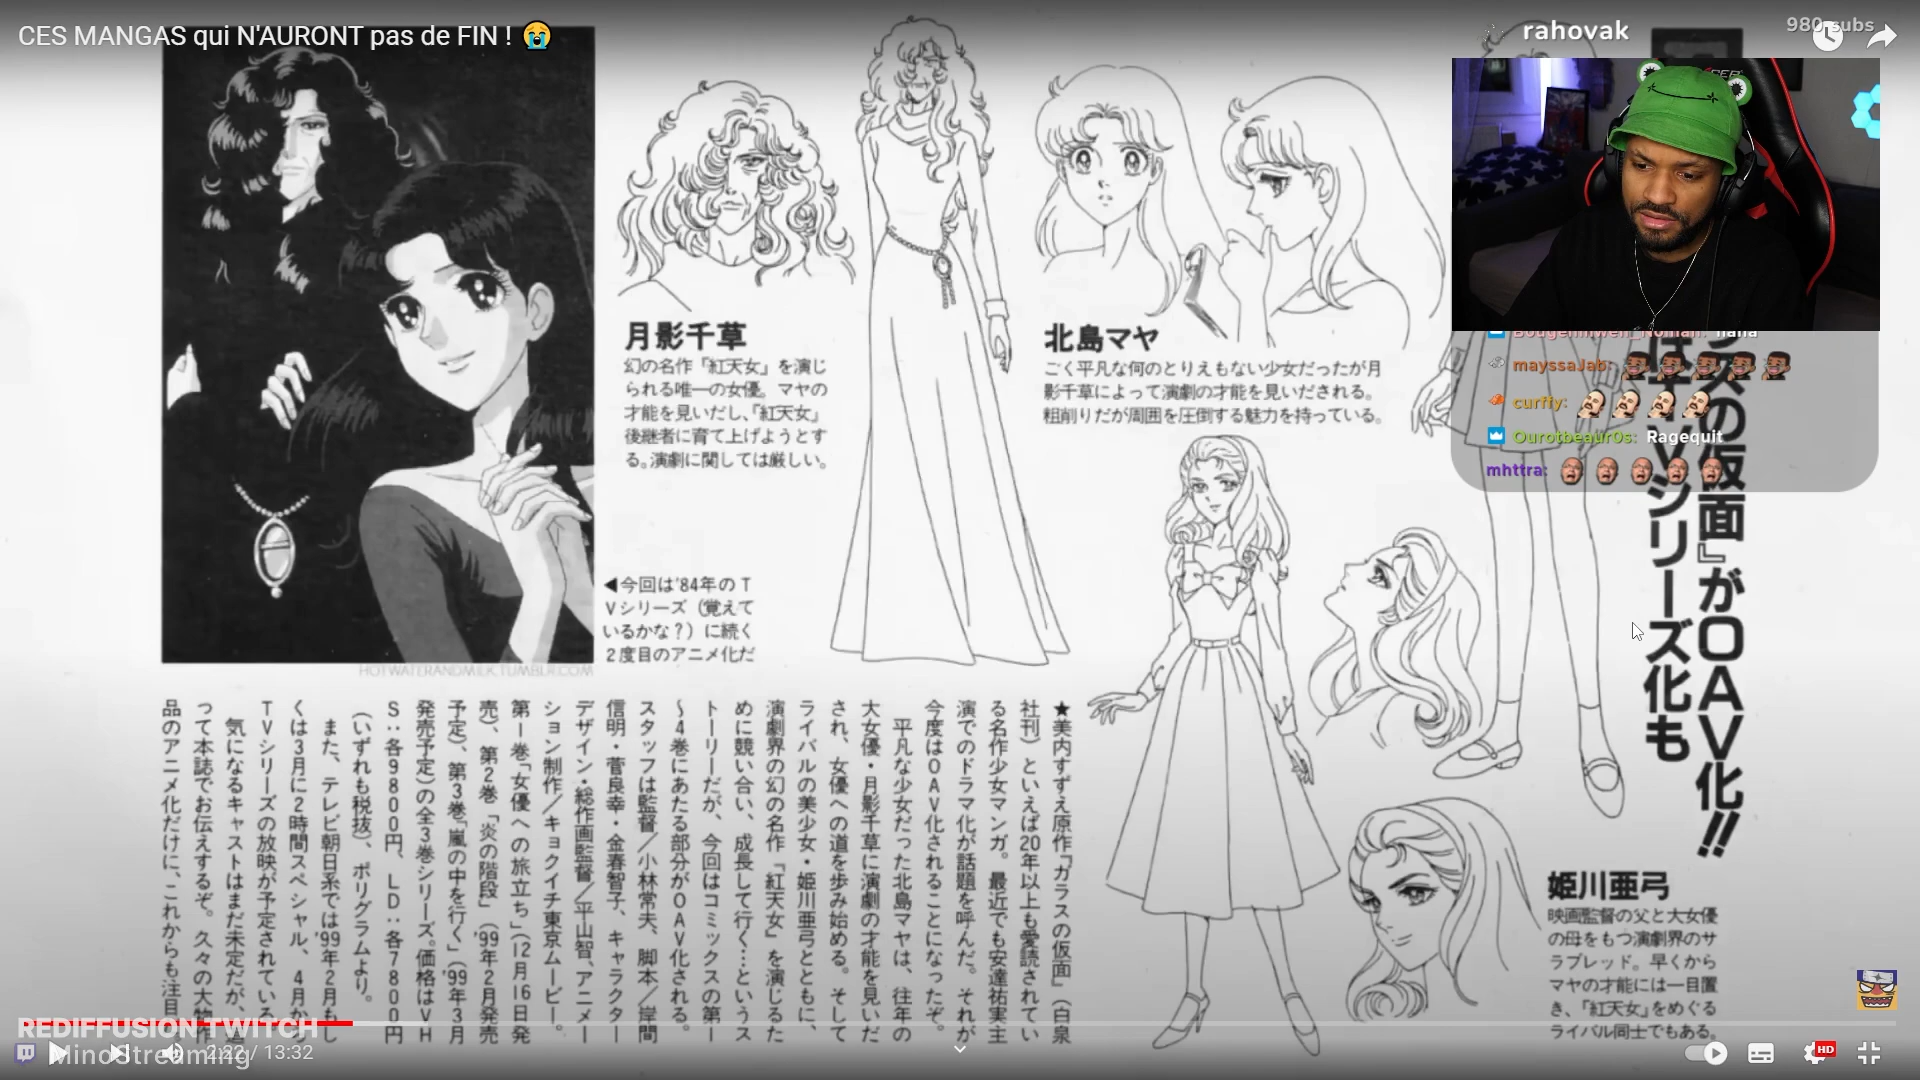 CES MANGAS qui N'AURONT pas de FIN ! 😭
rahovak
980 subs
mayssaJab:
curffy:
Ourotbeaur0s: Ragequit
mhttra:
の仮面』がOAV化!!
Vシリーズ化も
月影千草
幻の名作『紅天女』を演じ
られる唯一の女優。マヤの
才能を見いだし、『紅天女』
後継者に育て上げようとす
る。演劇に関しては厳しい。
北島マヤ
ごく平凡な何のとりえもない少女だったが月
影千草によって演劇の才能を見いだされる。
粗削りだが周囲を圧倒する魅力を持っている。
◀今回は'84年のT
Vシリーズ（覚えて
いるかな？）に続く
2度目のアニメ化だ
HOTWATERANDMILK.TUMBLR.COM
姫川亜弓
映画監督の父と大女優
の母をもつ演劇界のサ
ラブレッド。早くから
マヤの才能には一目置
き、『紅天女』をめぐる
ライバル同士でもある。
★美内すずえ原作『ガラスの仮面』（白泉
社刊）といえば20年以上も愛読されてい
る名作少女マンガ。最近でも安達祐実主
演でのドラマ化が話題を呼んだ。それが
今度はOAV化されることになったぞ。
平凡な少女だった北島マヤは、往年の
大女優・月影千草に演劇の才能を見いだ
され、女優への道を歩み始める。そして
ライバルの美少女・姫川亜弓とともに、
演劇界の幻の名作『紅天女』を演じるた
めに競い合い、成長して行く…というス
トーリーだが、今回はコミックスの第1
～4巻にあたる部分がOAV化される。
スタッフは監督／小林常夫、脚本／岸間
信明・菅良幸・金春智子、キャラクター
デザイン・総作画監督／平山智、アニメー
ション制作／キョクイチ東京ムービー。
第1巻「女優への旅立ち」（12月16日発
売）、第2巻「炎の階段」（'99年2月発売
予定）、第3巻「嵐の中を行く」（'99年3月
発売予定）の全3巻シリーズ。価格はVH
S：各9800円、LD：各7800円
（いずれも税抜）、ポリグラムより。
また、テレビ朝日系では'99年2月もし
くは3月に2時間スペシャル、4月か
TVシリーズの放映が予定されている
気になるキャストはまだ未定だが、追
って本誌でお伝えするぞ。久々の大物作
品のアニメ化だけに、これからも注目
REDIFFUSION TWITCH
MinoStreaming
2:22 / 13:32
HD